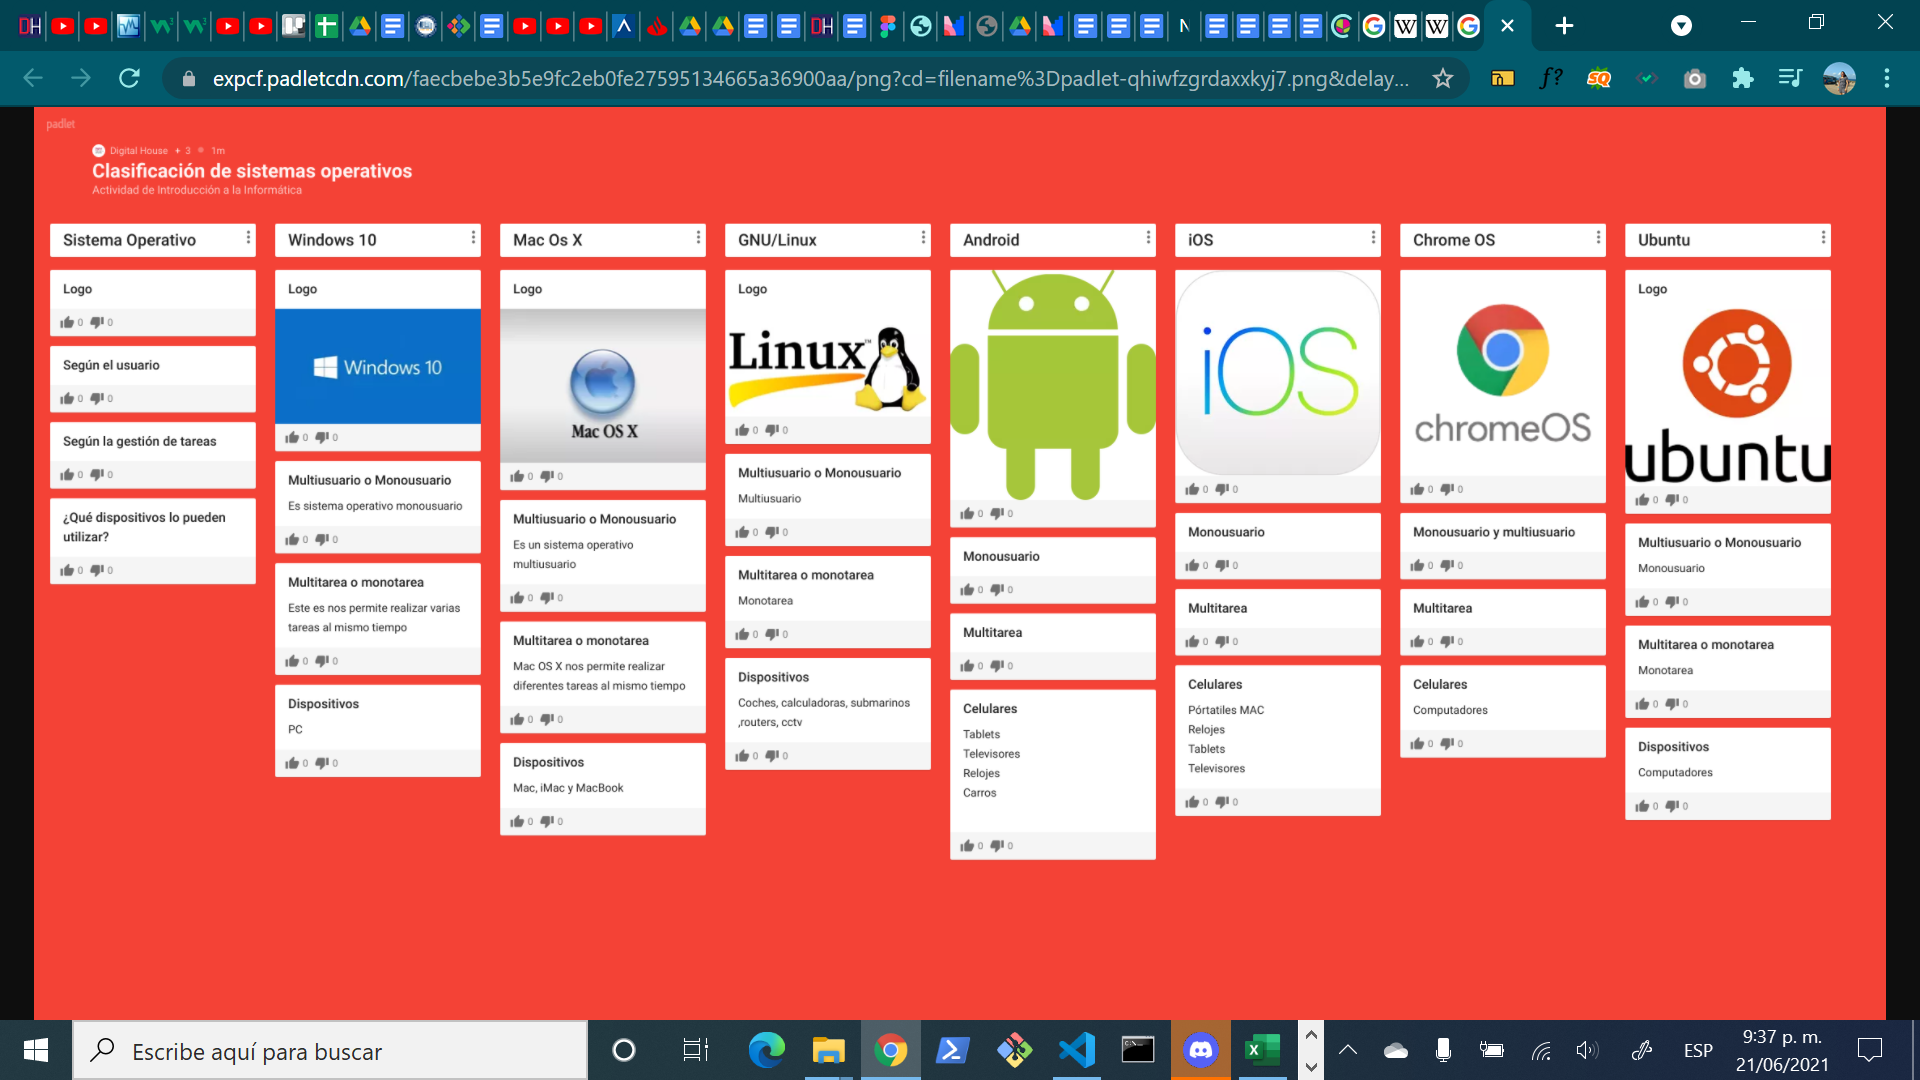 expcf.padletcdn.com/faecbebe3b5e9fc2eb0fe27595134665a36900aa/png?cd=filename%3Dpadlet-qhiwfzgrdaxxkyj7.png&delay...
padlet
Digital House + 3 1m
Clasificación de sistemas operativos
Actividad de Introducción a la Informática
Sistema Operativo
Logo
0 0
Según el usuario
0 0
Según la gestión de tareas
0 0
¿Qué dispositivos lo pueden
utilizar?
0 0
Windows 10
Logo
Windows 10
0 0
Multiusuario o Monousuario
Es sistema operativo monousuario
0 0
Multitarea o monotarea
Este es nos permite realizar varias
tareas al mismo tiempo
0 0
Dispositivos
PC
0 0
Mac Os X
Logo
Mac OS X
0 0
Multiusuario o Monousuario
Es un sistema operativo
multiusuario
0 0
Multitarea o monotarea
Mac OS X nos permite realizar
diferentes tareas al mismo tiempo
0 0
Dispositivos
Mac, iMac y MacBook
0 0
GNU/Linux
Logo
Linux™
0 0
Multiusuario o Monousuario
Multiusuario
0 0
Multitarea o monotarea
Monotarea
0 0
Dispositivos
Coches, calculadoras, submarinos
,routers, cctv
0 0
Android
0 0
Monousuario
0 0
Multitarea
0 0
Celulares
Tablets
Televisores
Relojes
Carros
0 0
iOS
iOS
0 0
Monousuario
0 0
Multitarea
0 0
Celulares
Pórtatiles MAC
Relojes
Tablets
Televisores
0 0
Chrome OS
chromeOS
0 0
Monousuario y multiusuario
0 0
Multitarea
0 0
Celulares
Computadores
0 0
Ubuntu
Logo
ubuntu
0 0
Multiusuario o Monousuario
Monousuario
0 0
Multitarea o monotarea
Monotarea
0 0
Dispositivos
Computadores
0 0
Escribe aquí para buscar
ESP
9:37 p. m.
21/06/2021